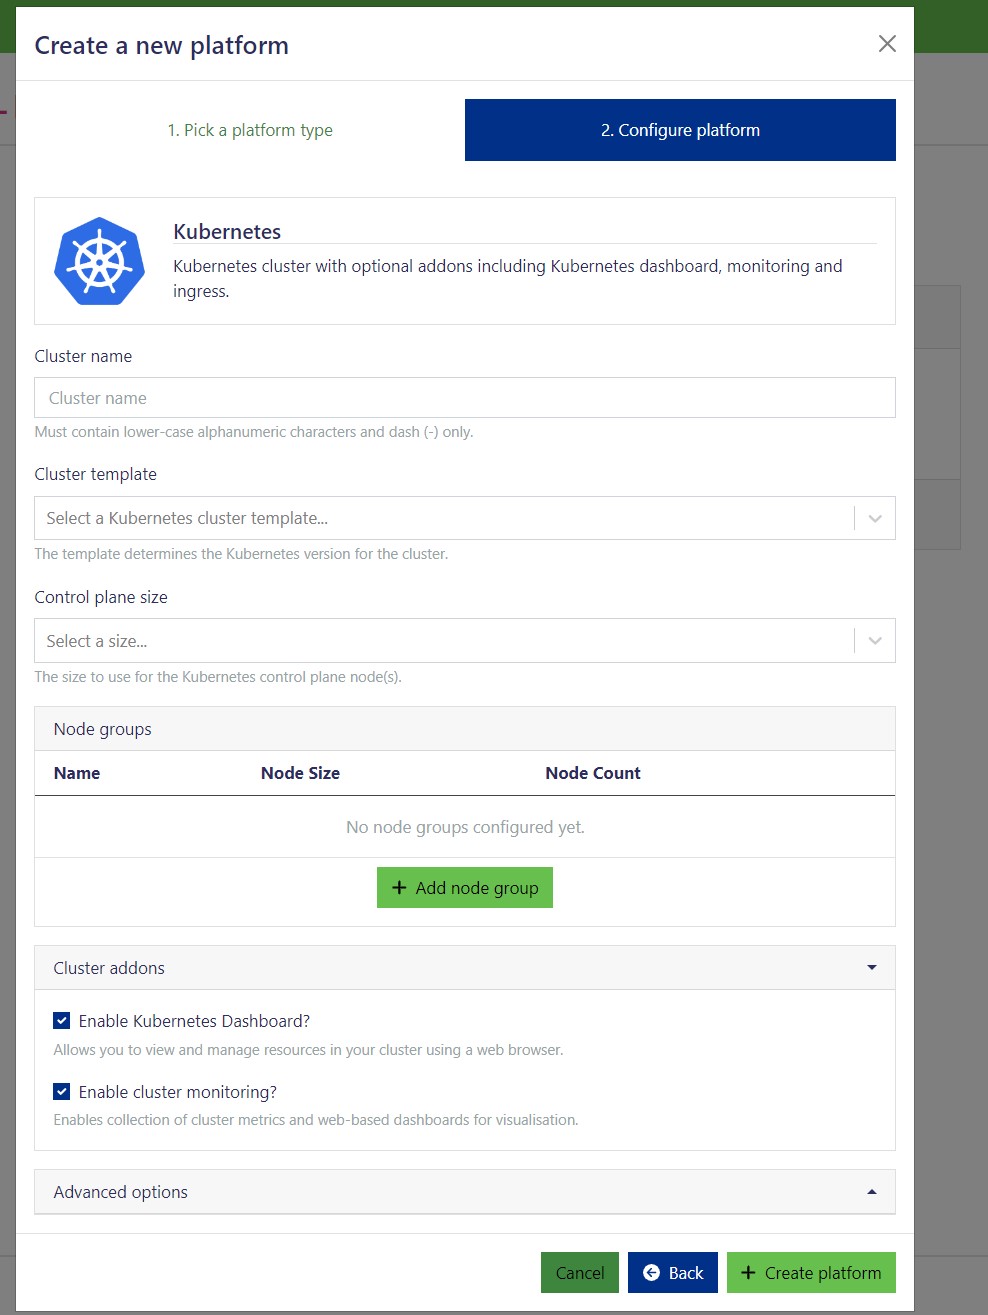 Create a new platform
1. Pick a platform type
2. Configure platform
Kubernetes
Kubernetes cluster with optional addons including Kubernetes dashboard, monitoring and
ingress.
Cluster name
Cluster name
Must contain lower-case alphanumeric characters and dash (-) only.
Cluster template
Select a Kubernetes cluster template...
The template determines the Kubernetes version for the cluster.
Control plane size
Select a size...
The size to use for the Kubernetes control plane node(s).
Node groups
Name Node Size Node Count
No node groups configured yet.
+ Add node group
Cluster addons
Enable Kubernetes Dashboard?
Allows you to view and manage resources in your cluster using a web browser.
Enable cluster monitoring?
Enables collection of cluster metrics and web-based dashboards for visualisation.
Advanced options
Cancel
Back
+ Create platform